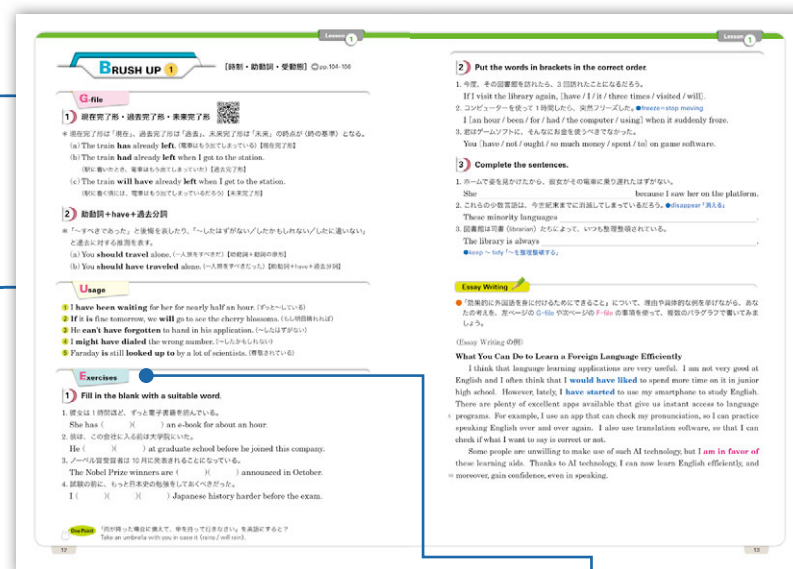 Lesson 1
BRUSH UP 1
[時制・助動詞・受動態] pp.104-106
G-file
1 現在完了形・過去完了形・未来完了形
* 現在完了形は「現在」、過去完了形は「過去」、未来完了形は「未来」の時点が(時の基準)となる。
(a) The train has already left. (電車はもう出てしまっている)【現在完了形】
(b) The train had already left when I got to the station.
(駅に着いたとき、電車はもう出てしまっていた)【過去完了形】
(c) The train will have already left when I got to the station.
(駅に着く頃には、電車はもう出てしまっているだろう)【未来完了形】
2 助動詞+have+過去分詞
* 「~すべきであった」と後悔を表したり、「~したはずがない/したかもしれない/したに違いない」
と過去に対する推測を表す。
(a) You should travel alone. (一人旅をすべきだ)【助動詞+動詞の原形】
(b) You should have traveled alone. (一人旅をすべきだった)【助動詞+have+過去分詞】
Usage
1 I have been waiting for her for nearly half an hour. (ずっと~している)
2 If it is fine tomorrow, we will go to see the cherry blossoms. (もし明日晴れれば)
3 He can't have forgotten to hand in his application. (~したはずがない)
4 I might have dialed the wrong number. (~したかもしれない)
5 Faraday is still looked up to by a lot of scientists. (尊敬されている)
Exercises
1 Fill in the blank with a suitable word.
1. 彼女は1時間ほど、ずっと電子書籍を読んでいる。
She has ( )( ) an e-book for about an hour.
2. 彼は、この会社に入る前は大学院にいた。
He ( )( ) at graduate school before he joined this company.
3. ノーベル賞受賞者は10月に発表されることになっている。
The Nobel Prize winners are ( )( ) announced in October.
4. 試験の前に、もっと日本史の勉強をしておくべきだった。
I ( )( )( ) Japanese history harder before the exam.
One Point 「雨が降った場合に備えて、傘を持って行きなさい」を英語にすると?
Take an umbrella with you in case it (rains / will rain).
12
Lesson 1
2 Put the words in brackets in the correct order.
1. 今度、その図書館を訪れたら、3回訪れたことになるだろう。
If I visit the library again, [have / I / it / three times / visited / will].
2. コンピューターを使って1時間したら、突然フリーズした。 ●freeze=stop moving
I [an hour / been / for / had / the computer / using] when it suddenly froze.
3. 君はゲームソフトに、そんなにお金を使うべきでなかった。
You [have / not / ought / so much money / spent / to] on game software.
3 Complete the sentences.
1. ホームで姿を見かけたから、彼女がその電車に乗り遅れたはずがない。
She because I saw her on the platform.
2. これらの少数言語は、今世紀末までに消滅してしまっているだろう。 ●disappear「消える」
These minority languages .
3. 図書館は司書 (librarian) たちによって、いつも整理整頓されている。
The library is always .
●keep ~ tidy「~を整理整頓する」
Essay Writing
●「効果的に外国語を身に付けるためにできること」について、理由や具体的な例を挙げながら、あな
たの考えを、左ページの G-file や次ページの F-file の事項を使って、複数のパラグラフで書いてみま
しょう。
(Essay Writing の例)
What You Can Do to Learn a Foreign Language Efficiently
I think that language learning applications are very useful. I am not very good at
English and I often think that I would have liked to spend more time on it in junior
high school. However, lately, I have started to use my smartphone to study English.
There are plenty of excellent apps available that give us instant access to language
5 programs. For example, I use an app that can check my pronunciation, so I can practice
speaking English over and over again. I also use translation software, so that I can
check if what I want to say is correct or not.
Some people are unwilling to make use of such AI technology, but I am in favor of
these learning aids. Thanks to AI technology, I can now learn English efficiently, and
10 moreover, gain confidence, even in speaking.
13